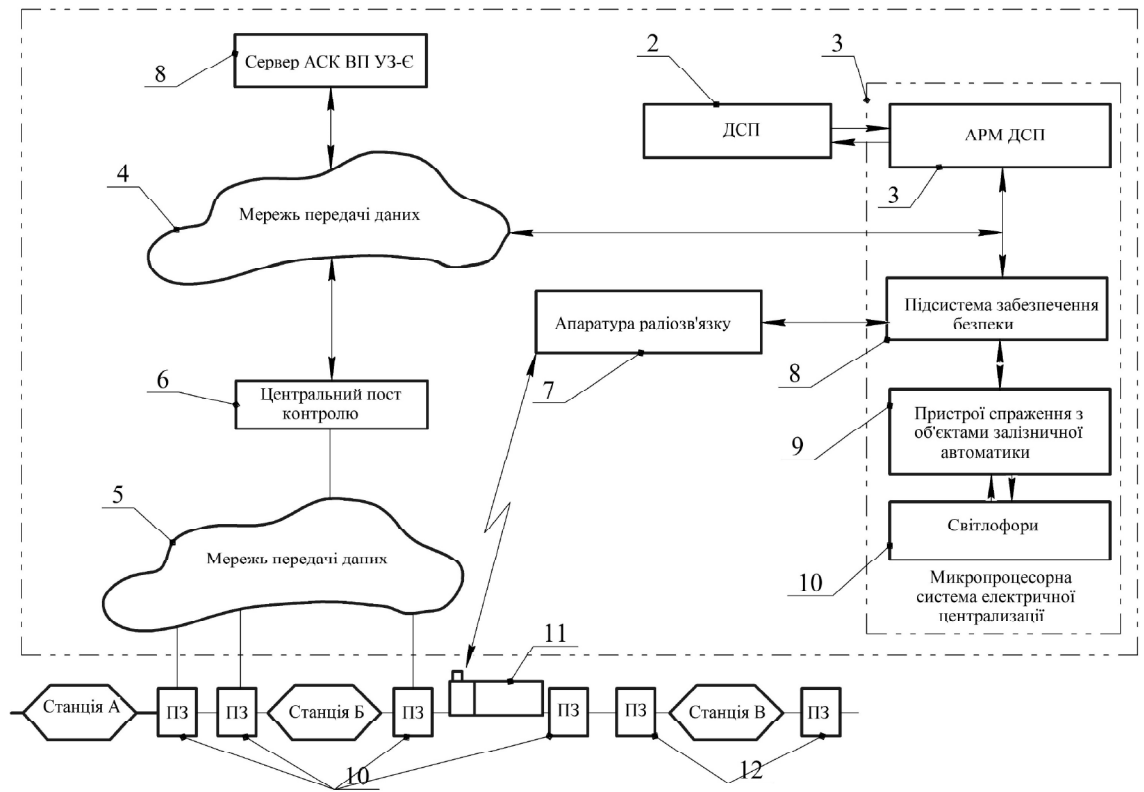 8
Сервер АСК ВП УЗ-Є
2
ДСП
3
АРМ ДСП
3
4
Мережь передачі даних
Апаратура радіозв'язку
7
Підсистема забезпечення
безпеки
8
6
Центральний пост
контролю
9
Пристрої спраження з
об'єктами залізничної
автоматики
5
Мережь передачі даних
Світлофори
10
Микропроцесорна
система електричної
централизації
11
Станція А
ПЗ
ПЗ
Станція Б
ПЗ
ПЗ
ПЗ
Станція В
ПЗ
10
12